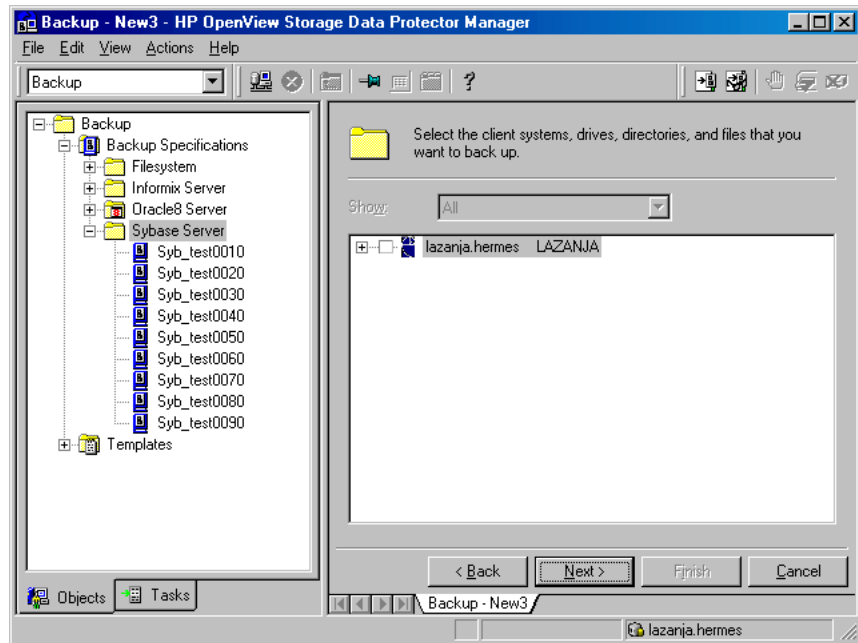 Backup - New3 - HP OpenView Storage Data Protector Manager
File Edit View Actions Help
Backup
Backup
Backup Specifications
Filesystem
Informix Server
Oracle8 Server
Sybase Server
Syb_test0010
Syb_test0020
Syb_test0030
Syb_test0040
Syb_test0050
Syb_test0060
Syb_test0070
Syb_test0080
Syb_test0090
Templates
Objects Tasks
Select the client systems, drives, directories, and files that you
want to back up.
Show: All
lazanja.hermes LAZANJA
< Back Next > Finish Cancel
Backup - New3
lazanja.hermes